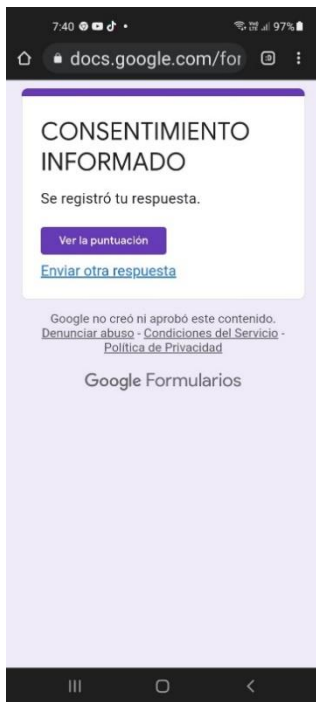 7:40
97%
docs.google.com/for
CONSENTIMIENTO
INFORMADO
Se registró tu respuesta.
Ver la puntuación
Enviar otra respuesta
Google no creó ni aprobó este contenido.
Denunciar abuso - Condiciones del Servicio -
Política de Privacidad
Google Formularios